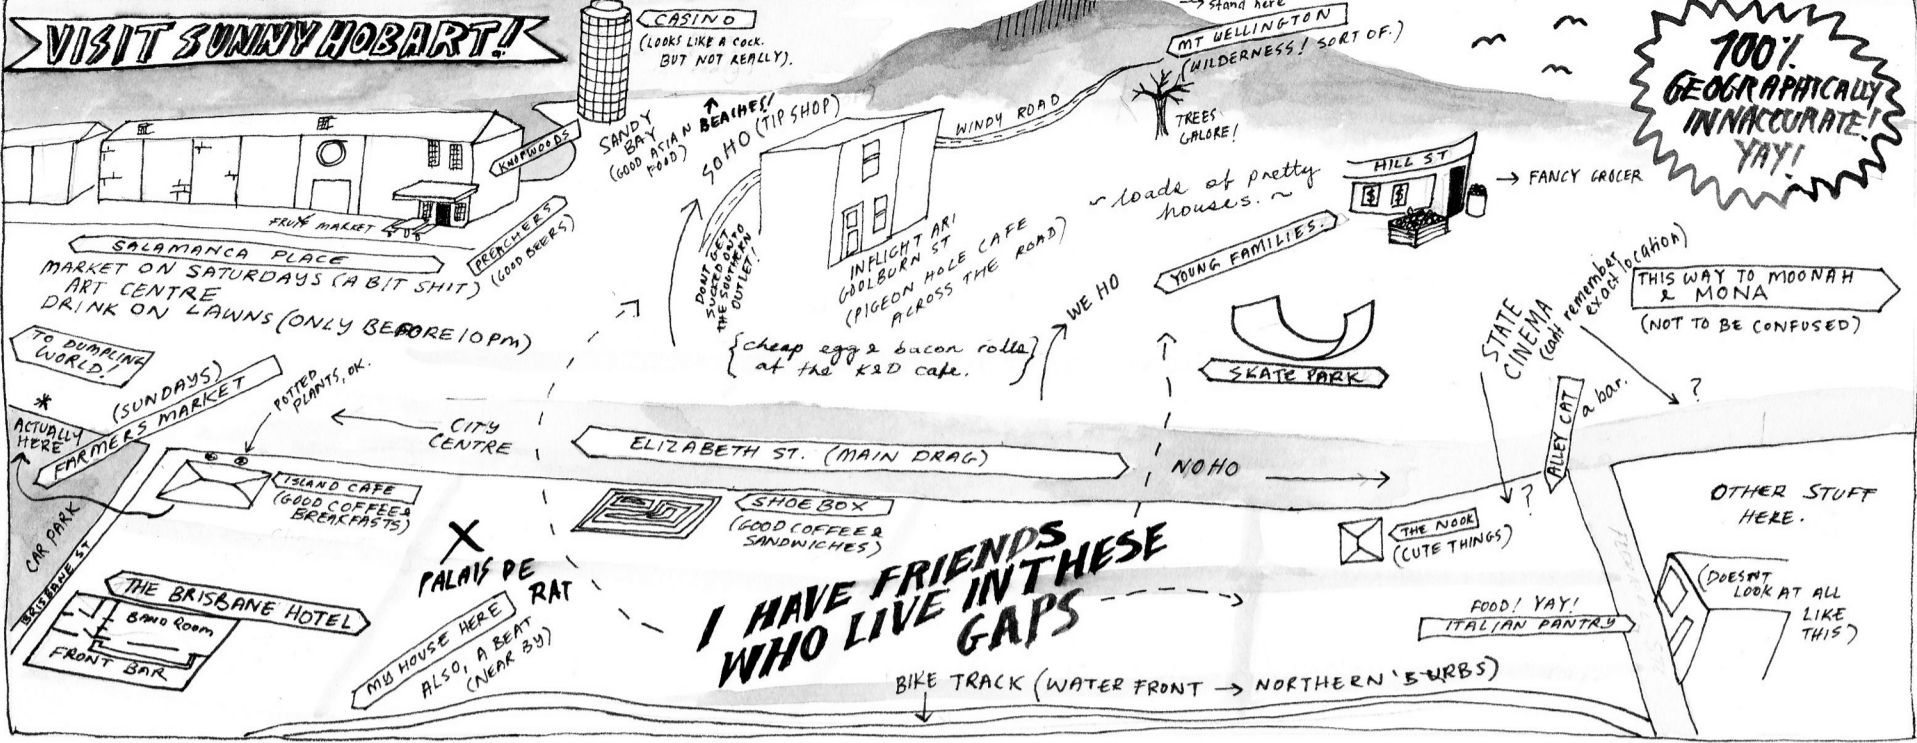 VISIT SUNNY HOBART!
CASINO
(LOOKS LIKE A COCK.
BUT NOT REALLY).
stand here
MT WELLINGTON
(WILDERNESS! SORT OF.)
100%
GEOGRAPHICALLY
INNACCURATE!
YAY!
KNOPWOODS
SANDY
BAY
(GOOD ASIAN
FOOD)
BEACHES!
SOHO (TIP SHOP)
WINDY ROAD
TREES
GALORE!
HILL ST
$ $
→ FANCY GROCER
~ loads of pretty
houses. ~
YOUNG FAMILIES.
FRUIT MARKET
PREACHERS
(GOOD BEERS)
SALAMANCA PLACE
MARKET ON SATURDAYS (A BIT SHIT)
ART CENTRE
DRINK ON LAWNS (ONLY BEFORE 10PM)
DONT GET
SUCKED ONTO
THE SOUTHERN
OUTLET!
INFLIGHT ARI
GOLBURN ST
(PIGEON HOLE CAFE
ACROSS THE ROAD)
WE HO
{cheap egg & bacon rolls}
at the K&D cafe.
SKATE PARK
STATE
CINEMA
(cant remember
exact location)
THIS WAY TO MOONAH
& MONA
(NOT TO BE CONFUSED)
TO DUMPLING
WORLD!
* ACTUALLY
HERE
(SUNDAYS)
FARMERS MARKET
POTTED
PLANTS, OK.
CITY
CENTRE
ELIZABETH ST. (MAIN DRAG)
NOHO
ALLEY CAT
a bar.
?
?
ISLAND CAFE
(GOOD COFFEE &
BREAKFASTS)
SHOE BOX
(GOOD COFFEE &
SANDWICHES)
THE NOOK
(CUTE THINGS)
OTHER STUFF
HERE.
CAR PARK
BRISBANE ST
X
PALAIS DE
RAT
THE BRISBANE HOTEL
BAND ROOM
FRONT BAR
MY HOUSE HERE
ALSO, A BEAT
(NEAR BY)
I HAVE FRIENDS
WHO LIVE IN THESE
GAPS
FOOD! YAY!
ITALIAN PANTRY
(DOESNT
LOOK AT ALL
LIKE
THIS)
BIKE TRACK (WATER FRONT → NORTHERN 'BURBS)